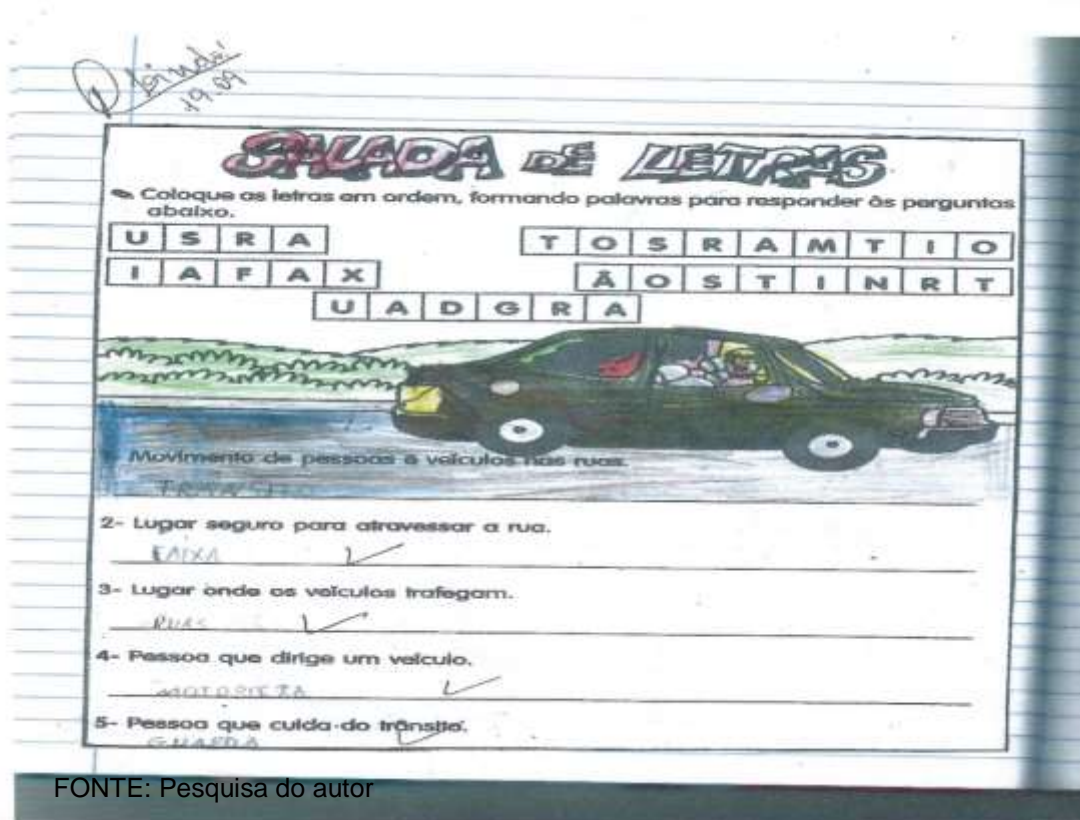 Linda!
19.09
SALADA DE LETRAS
Coloque as letras em ordem, formando palavras para responder às perguntas
abaixo.
U S R A T O S R A M T I O
I A F A X Ã O S T I N R T
U A D G R A
Movimento de pessoas e veículos nas ruas.
TRANSITO
2- Lugar seguro para atravessar a rua.
FAIXA
3- Lugar onde os veículos trafegam.
RUAS
4- Pessoa que dirige um veículo.
MOTORISTA
5- Pessoa que cuida do trânsito.
GUARDA
FONTE: Pesquisa do autor